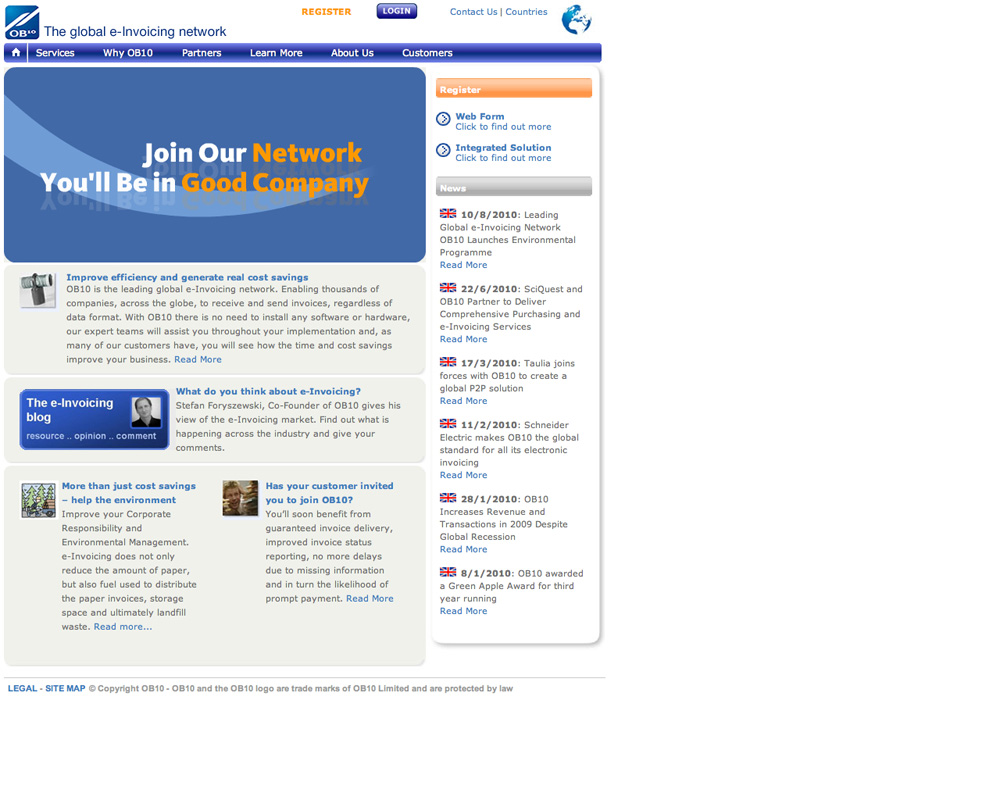 REGISTER
LOGIN
Contact Us | Countries
OB10
The global e-Invoicing network
Services
Why OB10
Partners
Learn More
About Us
Customers
Join Our Network
You'll Be in Good Company
Improve efficiency and generate real cost savings
OB10 is the leading global e-Invoicing network. Enabling thousands of
companies, across the globe, to receive and send invoices, regardless of
data format. With OB10 there is no need to install any software or hardware,
our expert teams will assist you throughout your implementation and, as
many of our customers have, you will see how the time and cost savings
improve your business. Read More
The e-Invoicing
blog
resource .. opinion .. comment
What do you think about e-Invoicing?
Stefan Foryszewski, Co-Founder of OB10 gives his
view of the e-Invoicing market. Find out what is
happening across the industry and give your
comments.
More than just cost savings
– help the environment
Improve your Corporate
Responsibility and
Environmental Management.
e-Invoicing does not only
reduce the amount of paper,
but also fuel used to distribute
the paper invoices, storage
space and ultimately landfill
waste. Read more...
Has your customer invited
you to join OB10?
You'll soon benefit from
guaranteed invoice delivery,
improved invoice status
reporting, no more delays
due to missing information
and in turn the likelihood of
prompt payment. Read More
Register
Web Form
Click to find out more
Integrated Solution
Click to find out more
News
10/8/2010: Leading
Global e-Invoicing Network
OB10 Launches Environmental
Programme
Read More
22/6/2010: SciQuest and
OB10 Partner to Deliver
Comprehensive Purchasing and
e-Invoicing Services
Read More
17/3/2010: Taulia joins
forces with OB10 to create a
global P2P solution
Read More
11/2/2010: Schneider
Electric makes OB10 the global
standard for all its electronic
invoicing
Read More
28/1/2010: OB10
Increases Revenue and
Transactions in 2009 Despite
Global Recession
Read More
8/1/2010: OB10 awarded
a Green Apple Award for third
year running
Read More
LEGAL - SITE MAP © Copyright OB10 - OB10 and the OB10 logo are trade marks of OB10 Limited and are protected by law